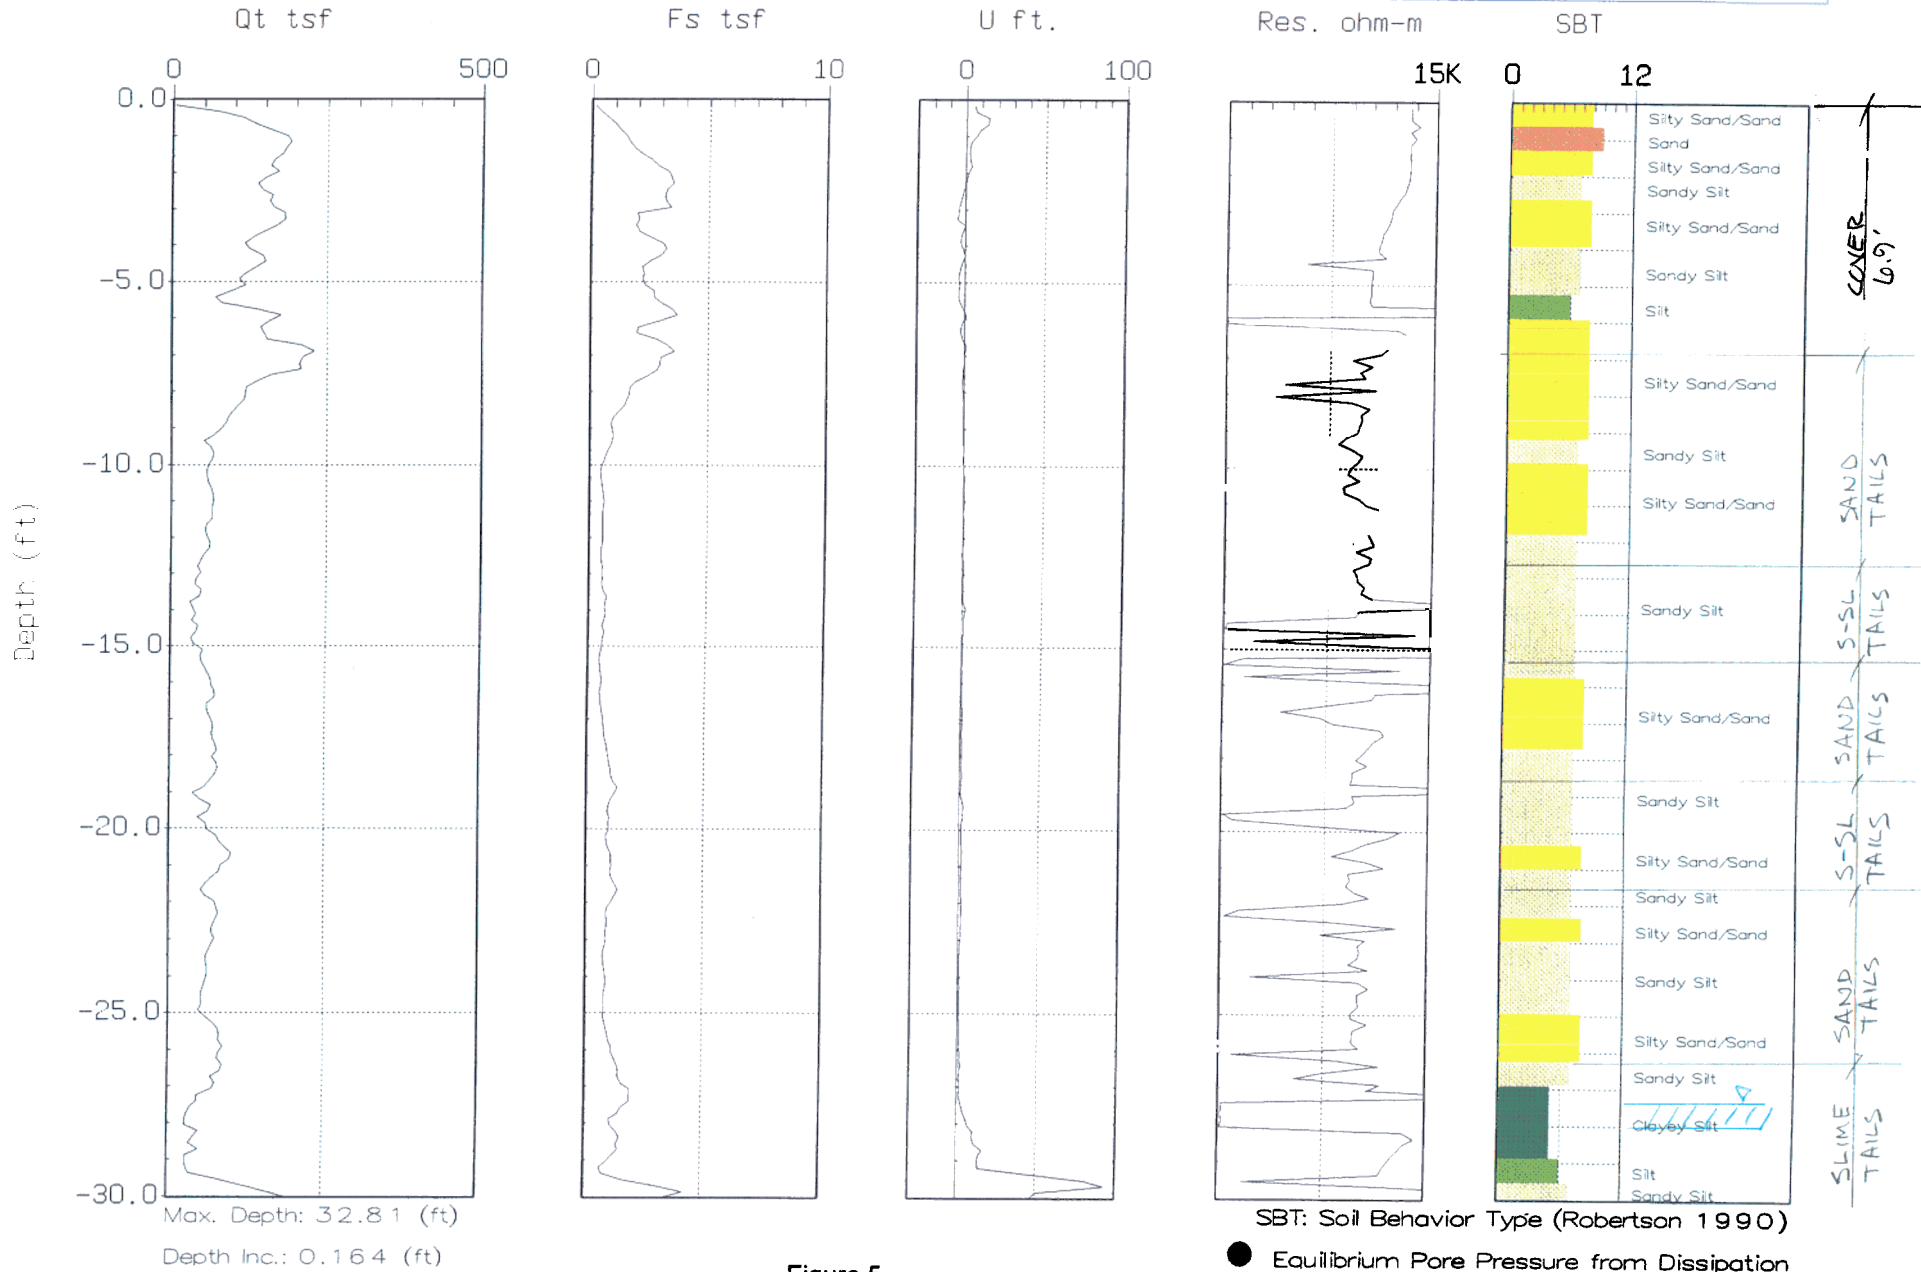 Qt tsf
Fs tsf
U ft.
Res. ohm-m
SBT
0 500
0 10
0 100
15K
0 12
Depth (ft)
0.0
-5.0
-10.0
-15.0
-20.0
-25.0
-30.0
Silty Sand/Sand
Sand
Silty Sand/Sand
Sandy Silt
Silty Sand/Sand
Sandy Silt
Silt
Silty Sand/Sand
Sandy Silt
Silty Sand/Sand
Sandy Silt
Silty Sand/Sand
Sandy Silt
Silty Sand/Sand
Sandy Silt
Silty Sand/Sand
Sandy Silt
Silty Sand/Sand
Sandy Silt
Clayey Silt
Silt
Sandy Silt
COVER
6.9'
SAND
TAILS
S-SL
TAILS
SAND
TAILS
S-SL
TAILS
SAND
TAILS
SLIME
TAILS
Max. Depth: 32.81 (ft)
Depth Inc.: 0.164 (ft)
SBT: Soil Behavior Type (Robertson 1990)
Equilibrium Pore Pressure from Dissipation
Figure 5